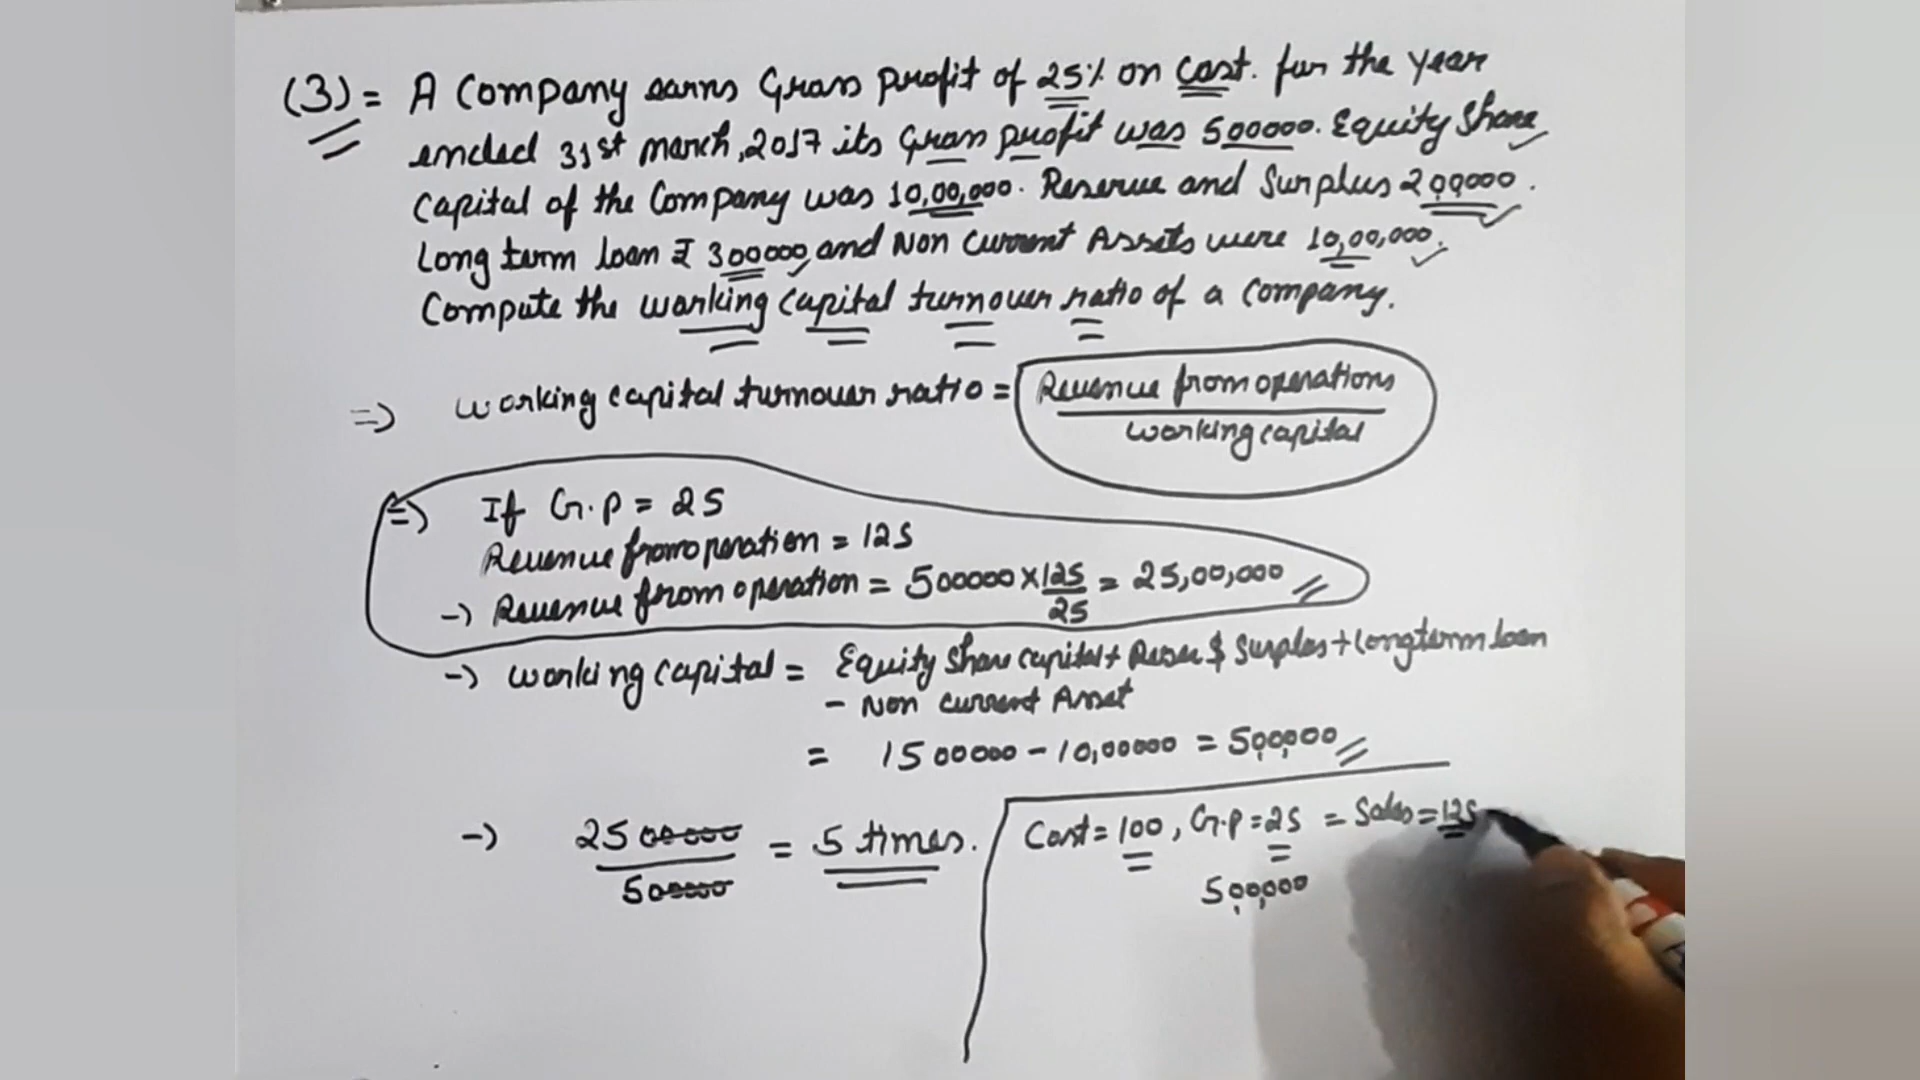 (3) = A Company earns Gross profit of 25% on Cost. for the year
ended 31st march, 2017 its Gross profit was 500000. Equity Share
Capital of the Company was 10,00,000. Reserve and Surplus 200000.
Long term loan ₹ 300000, and Non Current Assets were 10,00,000.
Compute the working capital turnover ratio of a Company.
=> working capital turnover ratio = Revenue from operations
working capital
=> If G.P = 25
Revenue from operation = 125
-> Revenue from operation = 500000 × 125/25 = 25,00,000
-> working capital = Equity Share capital + & Surplus + Longterm loan
- Non current Asset
= 1500000 - 10,00000 = 500,000
-> 2500000/500000 = 5 times.
Cost = 100, G.P = 25 = Sales = 125
500,000